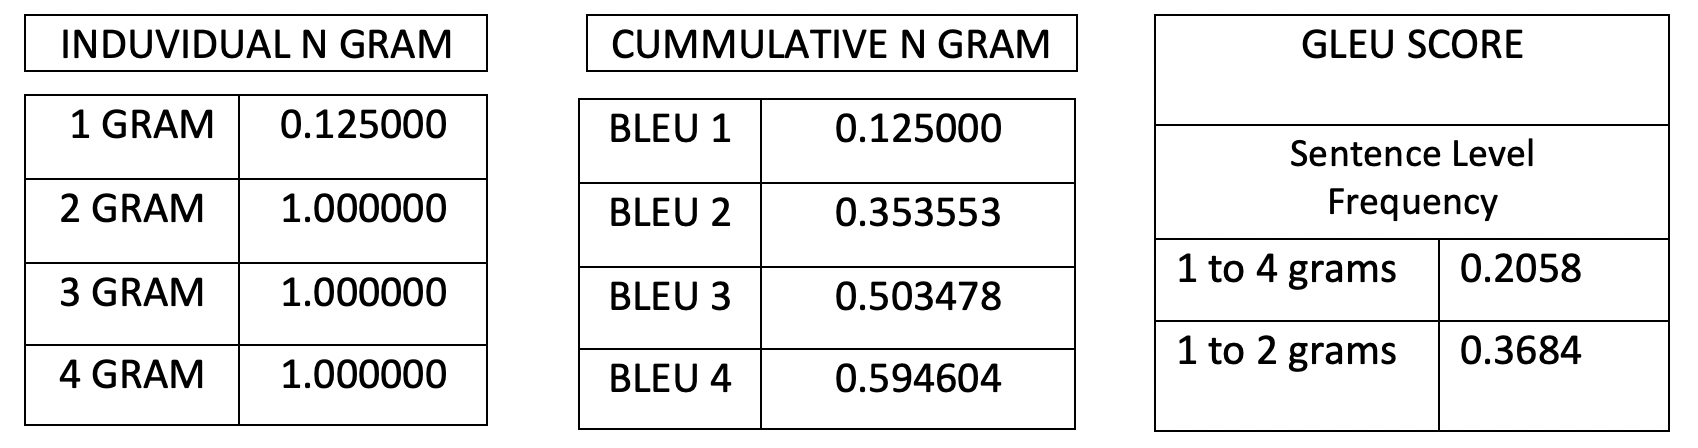 INDUVIDUAL N GRAM
1 GRAM 0.125000
2 GRAM 1.000000
3 GRAM 1.000000
4 GRAM 1.000000
CUMMULATIVE N GRAM
BLEU 1 0.125000
BLEU 2 0.353553
BLEU 3 0.503478
BLEU 4 0.594604
GLEU SCORE
Sentence Level
Frequency
1 to 4 grams 0.2058
1 to 2 grams 0.3684